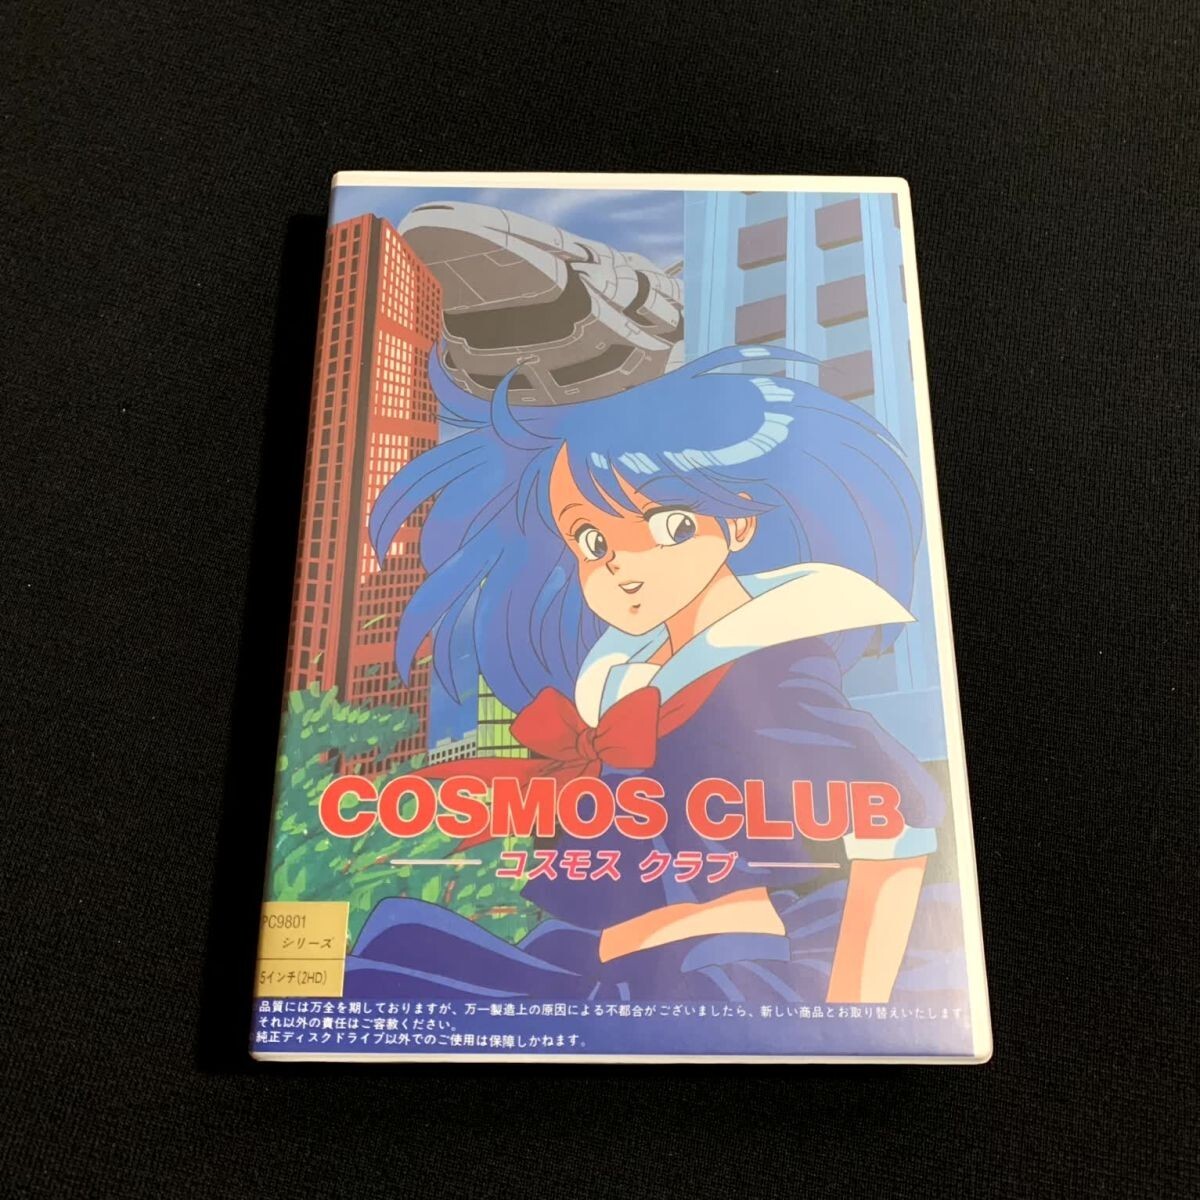 COSMOS CLUB
コスモス クラブ
PC9801
シリーズ
5インチ(2HD)
品質には万全を期しておりますが、万一製造上の原因による不都合がございましたら、新しい商品とお取り替えいたします
それ以外の責任はご容赦ください。
純正ディスクドライブ以外でのご使用は保障しかねます。